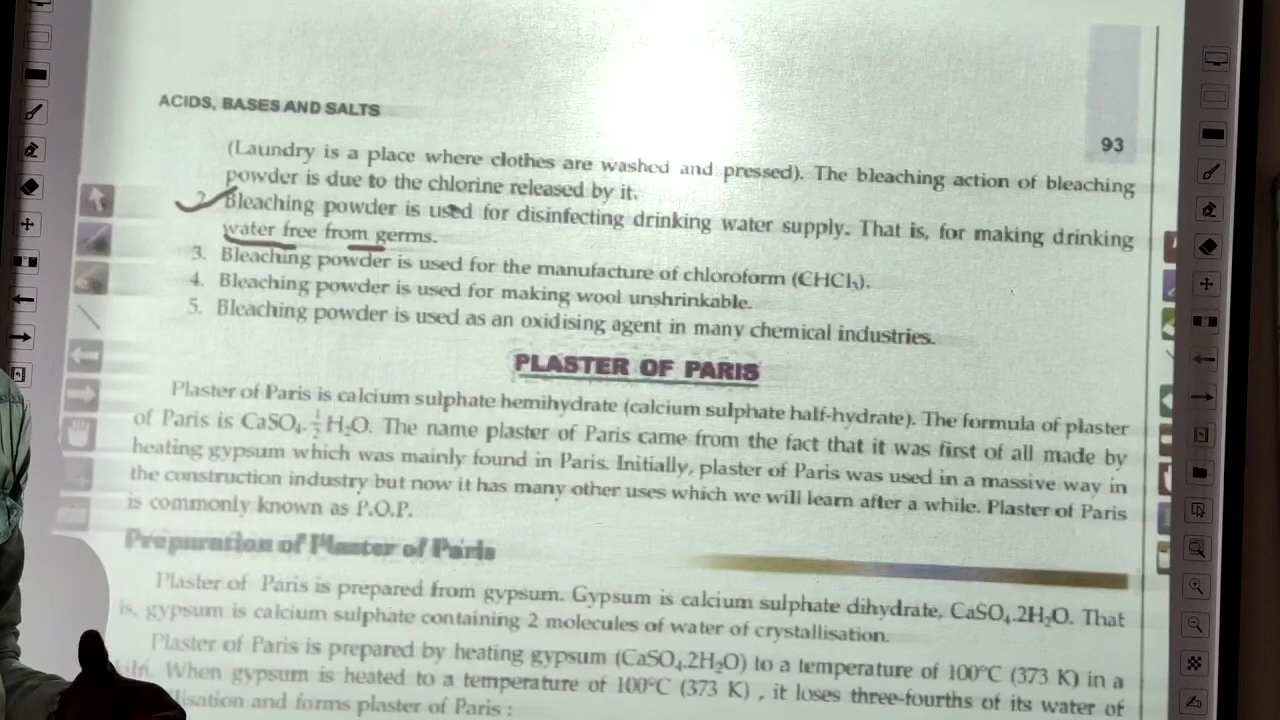 ACIDS, BASES AND SALTS
93
(Laundry is a place where clothes are washed and pressed). The bleaching action of bleaching
powder is due to the chlorine released by it.
2. Bleaching powder is used for disinfecting drinking water supply. That is, for making drinking
water free from germs.
3. Bleaching powder is used for the manufacture of chloroform (CHCl₃).
4. Bleaching powder is used for making wool unshrinkable.
5. Bleaching powder is used as an oxidising agent in many chemical industries.
PLASTER OF PARIS
Plaster of Paris is calcium sulphate hemihydrate (calcium sulphate half-hydrate). The formula of plaster
of Paris is CaSO₄.½H₂O. The name plaster of Paris came from the fact that it was first of all made by
heating gypsum which was mainly found in Paris. Initially, plaster of Paris was used in a massive way in
the construction industry but now it has many other uses which we will learn after a while. Plaster of Paris
is commonly known as P.O.P.
Preparation of Plaster of Paris
Plaster of Paris is prepared from gypsum. Gypsum is calcium sulphate dihydrate, CaSO₄.2H₂O. That
is, gypsum is calcium sulphate containing 2 molecules of water of crystallisation.
Plaster of Paris is prepared by heating gypsum (CaSO₄.2H₂O) to a temperature of 100°C (373 K) in a
When gypsum is heated to a temperature of 100°C (373 K), it loses three-fourths of its water of
and forms plaster of Paris :